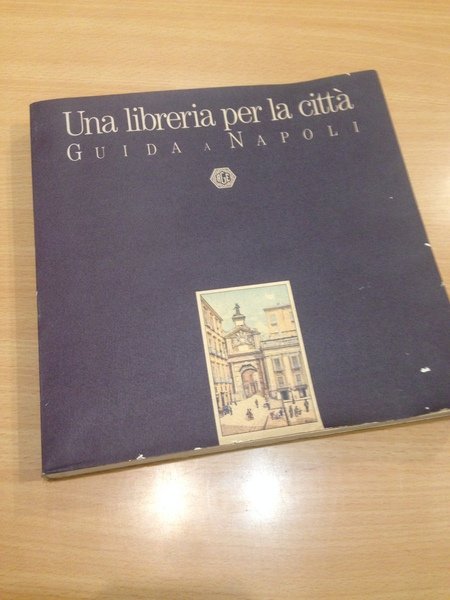 Una libreria per la città
GUIDA A NAPOLI